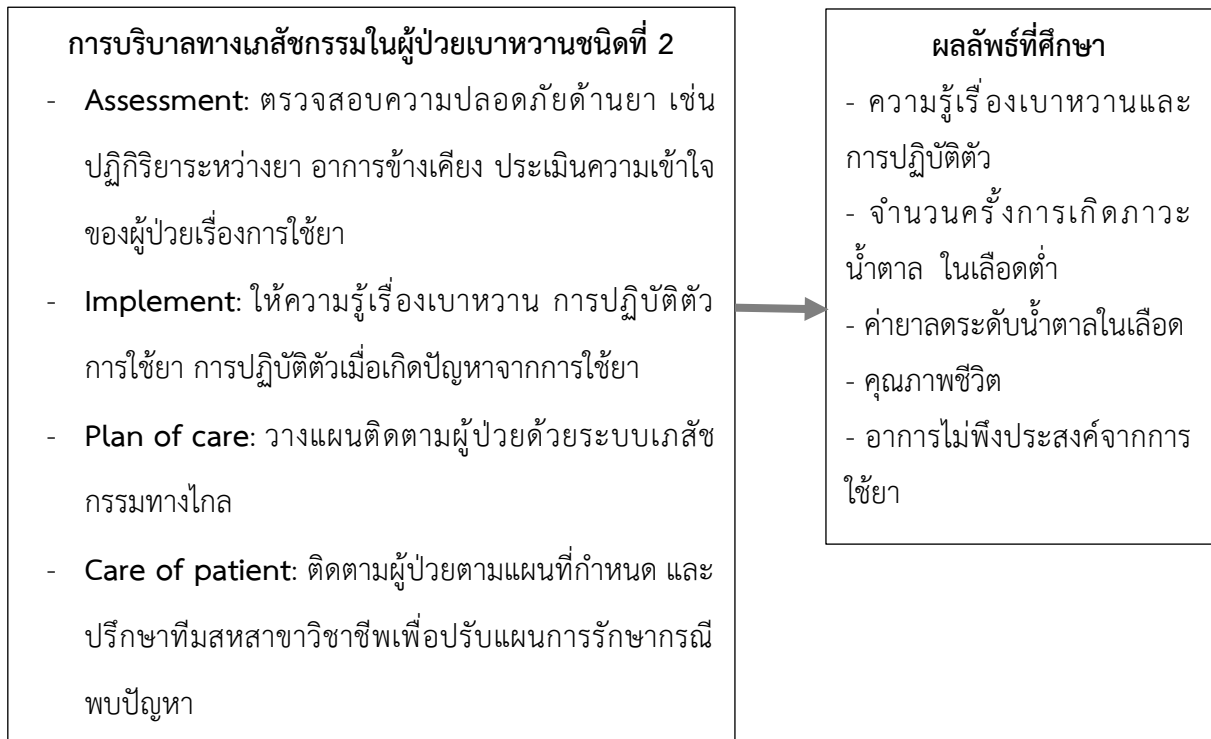 การบริบาลทางเภสัชกรรมในผู้ป่วยเบาหวานชนิดที่ 2
- Assessment: ตรวจสอบความปลอดภัยด้านยา เช่น
ปฏิกิริยาระหว่างยา อาการข้างเคียง ประเมินความเข้าใจ
ของผู้ป่วยเรื่องการใช้ยา
- Implement: ให้ความรู้เรื่องเบาหวาน การปฏิบัติตัว
การใช้ยา การปฏิบัติตัวเมื่อเกิดปัญหาจากการใช้ยา
- Plan of care: วางแผนติดตามผู้ป่วยด้วยระบบเภสัช
กรรมทางไกล
- Care of patient: ติดตามผู้ป่วยตามแผนที่กำหนด และ
ปรึกษาทีมสหสาขาวิชาชีพเพื่อปรับแผนการรักษากรณี
พบปัญหา
ผลลัพธ์ที่ศึกษา
- ความรู้เรื่องเบาหวานและ
การปฏิบัติตัว
- จำนวนครั้งการเกิดภาวะ
น้ำตาล ในเลือดต่ำ
- ค่ายาลดระดับน้ำตาลในเลือด
- คุณภาพชีวิต
- อาการไม่พึงประสงค์จากการ
ใช้ยา